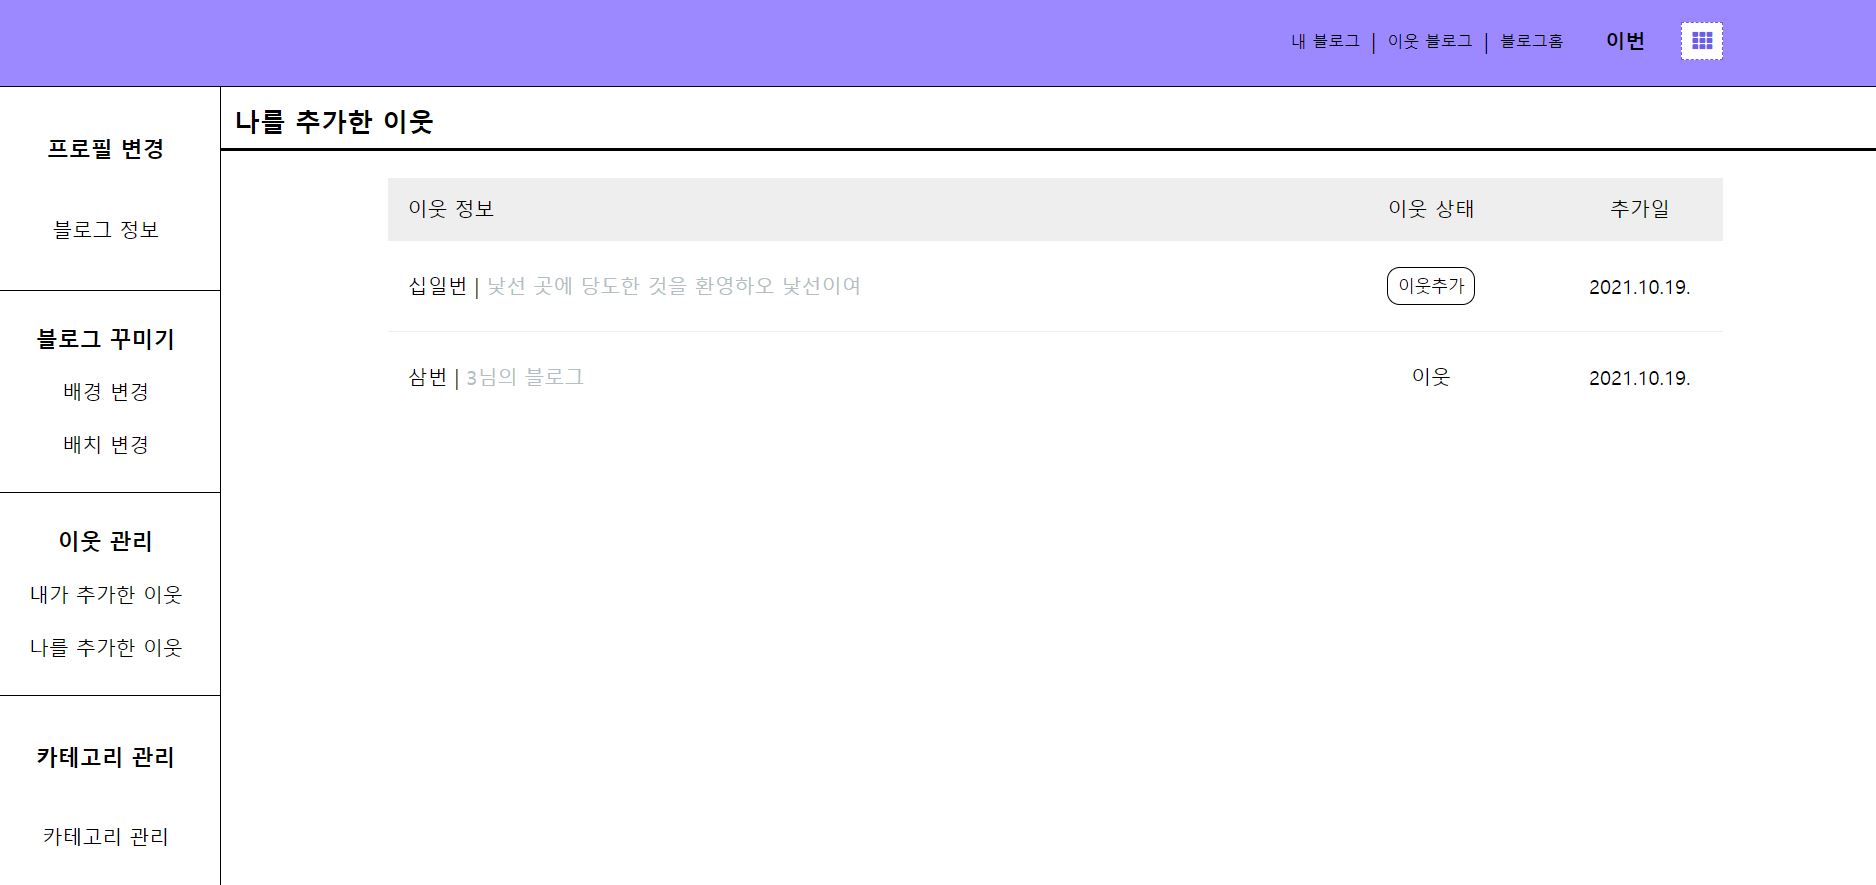 내 블로그 | 이웃 블로그 | 블로그홈 이번
프로필 변경
블로그 정보
블로그 꾸미기
배경 변경
배치 변경
이웃 관리
내가 추가한 이웃
나를 추가한 이웃
카테고리 관리
카테고리 관리
나를 추가한 이웃
이웃 정보 이웃 상태 추가일
십일번 | 낯선 곳에 당도한 것을 환영하오 낯선이여 이웃추가 2021.10.19.
삼번 | 3님의 블로그 이웃 2021.10.19.